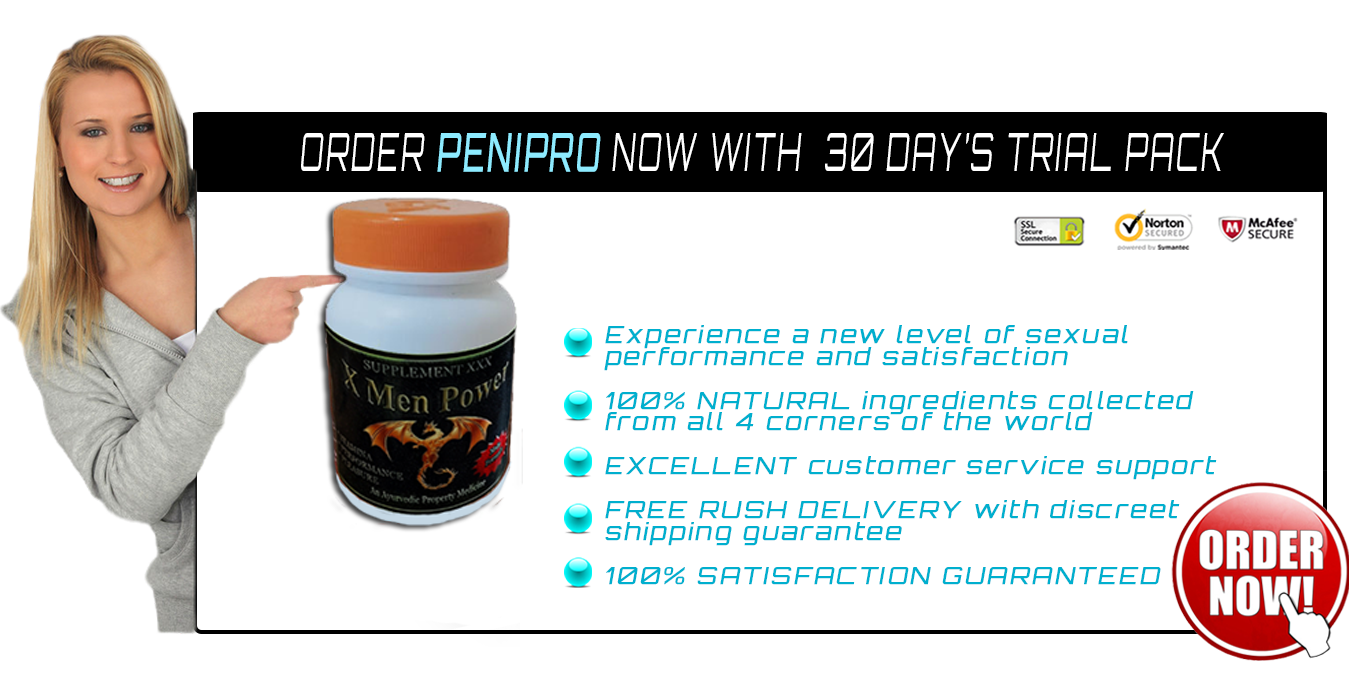 ORDER PENIPRO NOW WITH 30 DAY'S TRIAL PACK
SSL
Secure
Connection
Norton
SECURED
powered by Symantec
McAfee
SECURE
SUPPLEMENT XXX
X Men Power
PERFORMANCE
An Ayurvedic Property Medicine
Experience a new level of sexual
performance and satisfaction
100% NATURAL ingredients collected
from all 4 corners of the world
EXCELLENT customer service support
FREE RUSH DELIVERY with discreet
shipping guarantee
100% SATISFACTION GUARANTEED
ORDER
NOW!